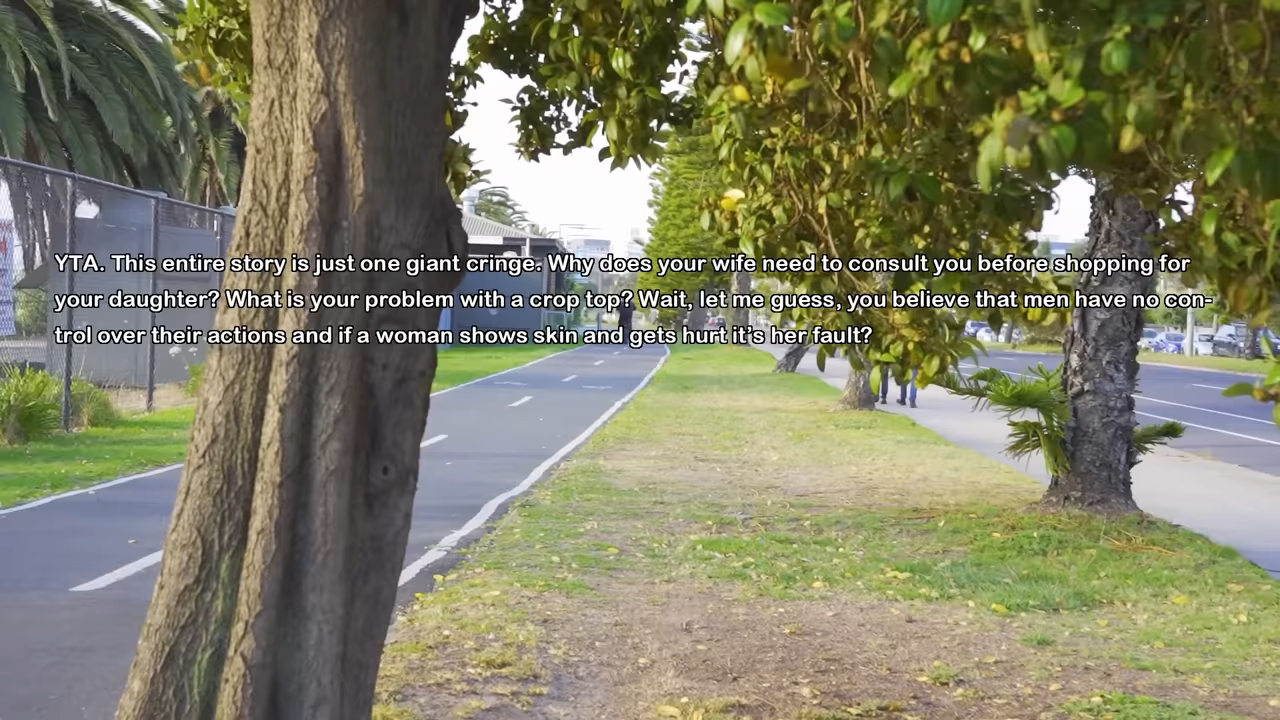 YTA. This entire story is just one giant cringe. Why does your wife need to consult you before shopping for
your daughter? What is your problem with a crop top? Wait, let me guess, you believe that men have no con-
trol over their actions and if a woman shows skin and gets hurt it's her fault?